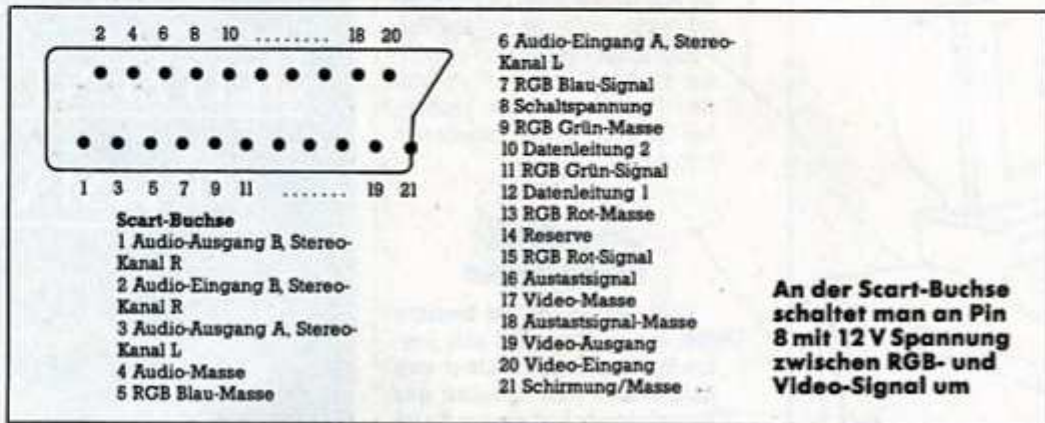 2 4 6 8 10 ........ 18 20
1 3 5 7 9 11 ....... 19 21
Scart-Buchse
1 Audio-Ausgang B, Stereo-
Kanal R
2 Audio-Eingang B, Stereo-
Kanal R
3 Audio-Ausgang A, Stereo-
Kanal L
4 Audio-Masse
5 RGB Blau-Masse
6 Audio-Eingang A, Stereo-
Kanal L
7 RGB Blau-Signal
8 Schaltspannung
9 RGB Grün-Masse
10 Datenleitung 2
11 RGB Grün-Signal
12 Datenleitung 1
13 RGB Rot-Masse
14 Reserve
15 RGB Rot-Signal
16 Austastsignal
17 Video-Masse
18 Austastsignal-Masse
19 Video-Ausgang
20 Video-Eingang
21 Schirmung/Masse
An der Scart-Buchse
schaltet man an Pin
8 mit 12 V Spannung
zwischen RGB- und
Video-Signal um